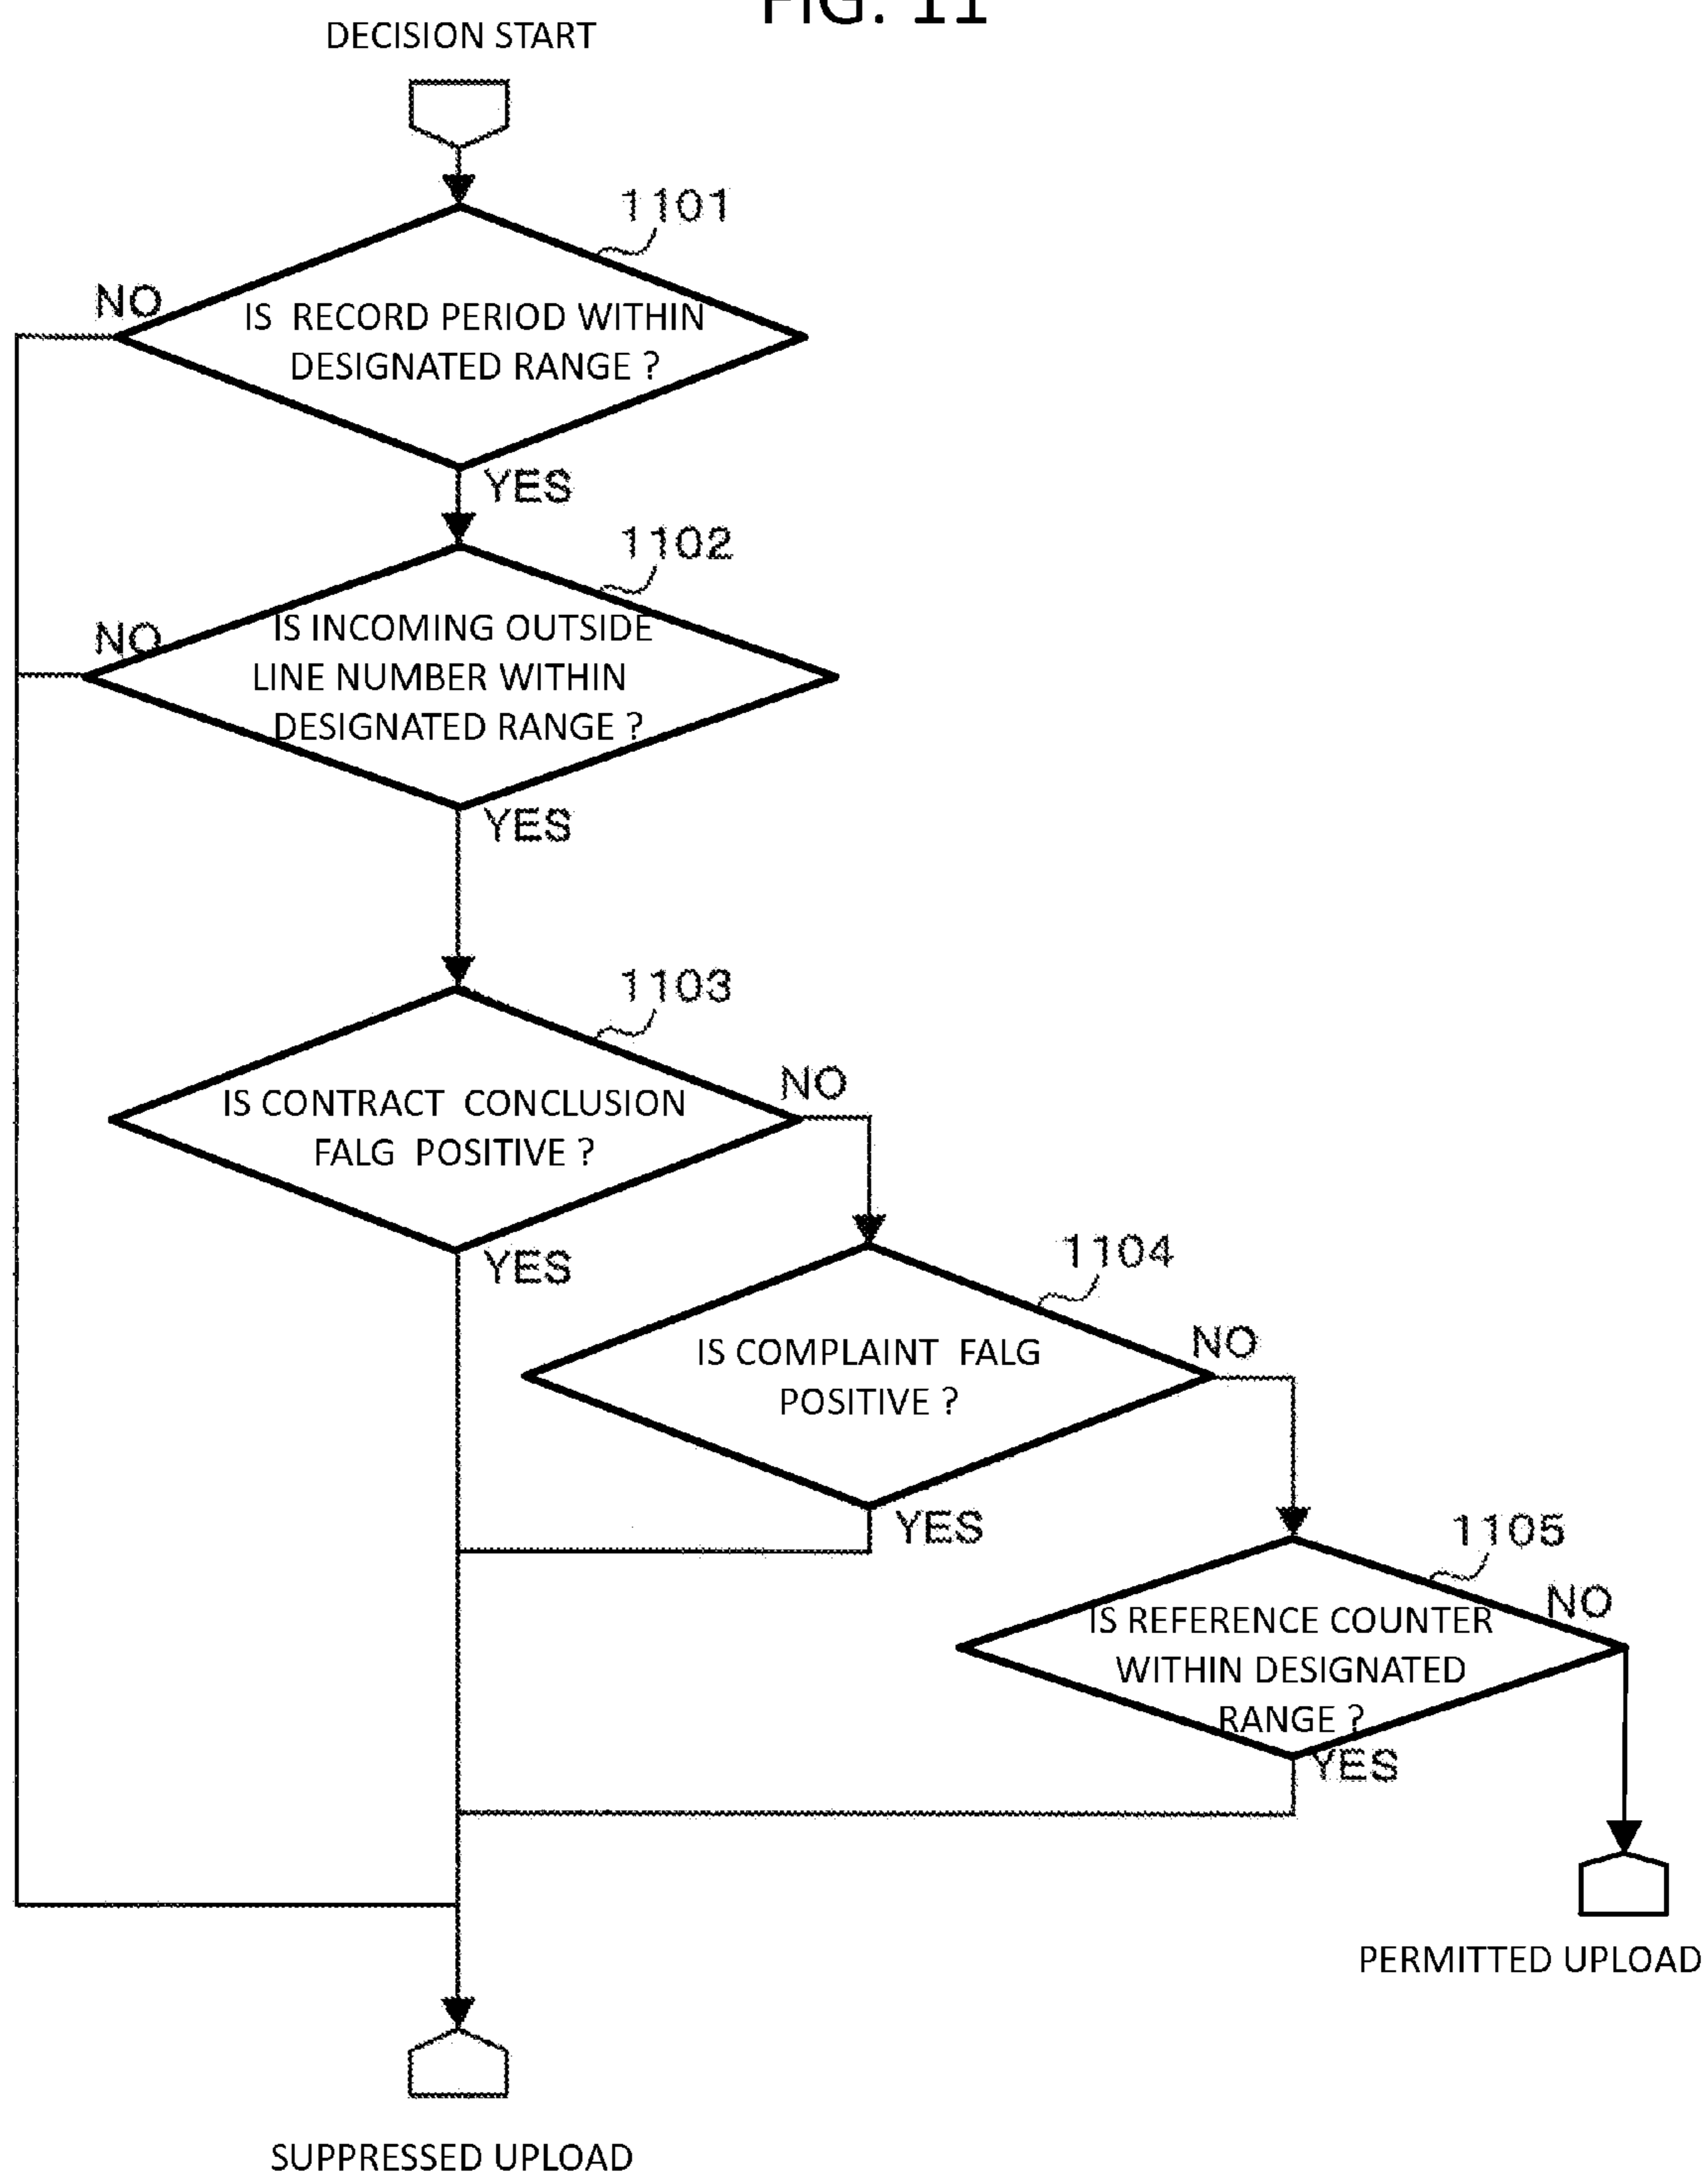 FIG. 11
DECISION START
1101
NO
IS RECORD PERIOD WITHIN
DESIGNATED RANGE ?
YES
1102
NO
IS INCOMING OUTSIDE
LINE NUMBER WITHIN
DESIGNATED RANGE ?
YES
1103
NO
IS CONTRACT CONCLUSION
FALG POSITIVE ?
YES
1104
NO
IS COMPLAINT FALG
POSITIVE ?
YES
1105
NO
IS REFERENCE COUNTER
WITHIN DESIGNATED
RANGE ?
YES
PERMITTED UPLOAD
SUPPRESSED UPLOAD